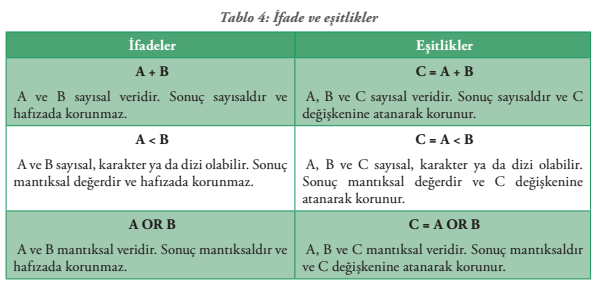 Tablo 4: İfade ve eşitlikler
İfadeler
Eşitlikler
A + B
A ve B sayısal veridir. Sonuç sayısaldır ve
hafızada korunmaz.
C = A + B
A, B ve C sayısal veridir. Sonuç sayısaldır ve C
değişkenine atanarak korunur.
A < B
A ve B sayısal, karakter ya da dizi olabilir. Sonuç
mantıksal değerdir ve hafızada korunmaz.
C = A < B
A, B ve C sayısal, karakter ya da dizi olabilir.
Sonuç mantıksal değerdir ve C değişkenine
atanarak korunur.
A OR B
A ve B mantıksal veridir. Sonuç mantıksaldır ve
hafızada korunmaz.
C = A OR B
A, B ve C mantıksal veridir. Sonuç mantıksaldır
ve C değişkenine atanarak korunur.